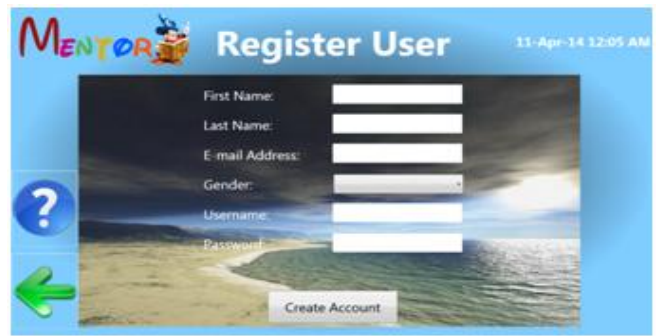 MENTOR
Register User
11-Apr-14 12:05 AM
First Name:
Last Name:
E-mail Address:
Gender:
Username:
?
Password:
Create Account